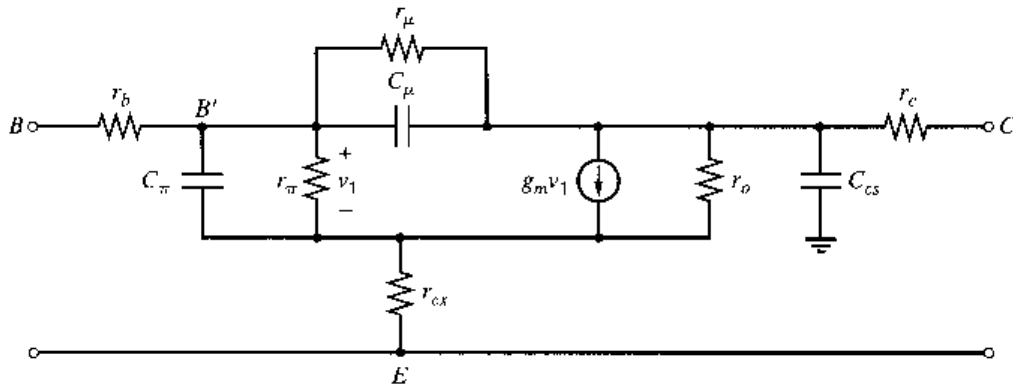 r_μ
C_μ
r_b
B'
r_c
B
C
C_π
r_π
+
v_1
−
g_m v_1
r_o
C_cs
r_ex
E